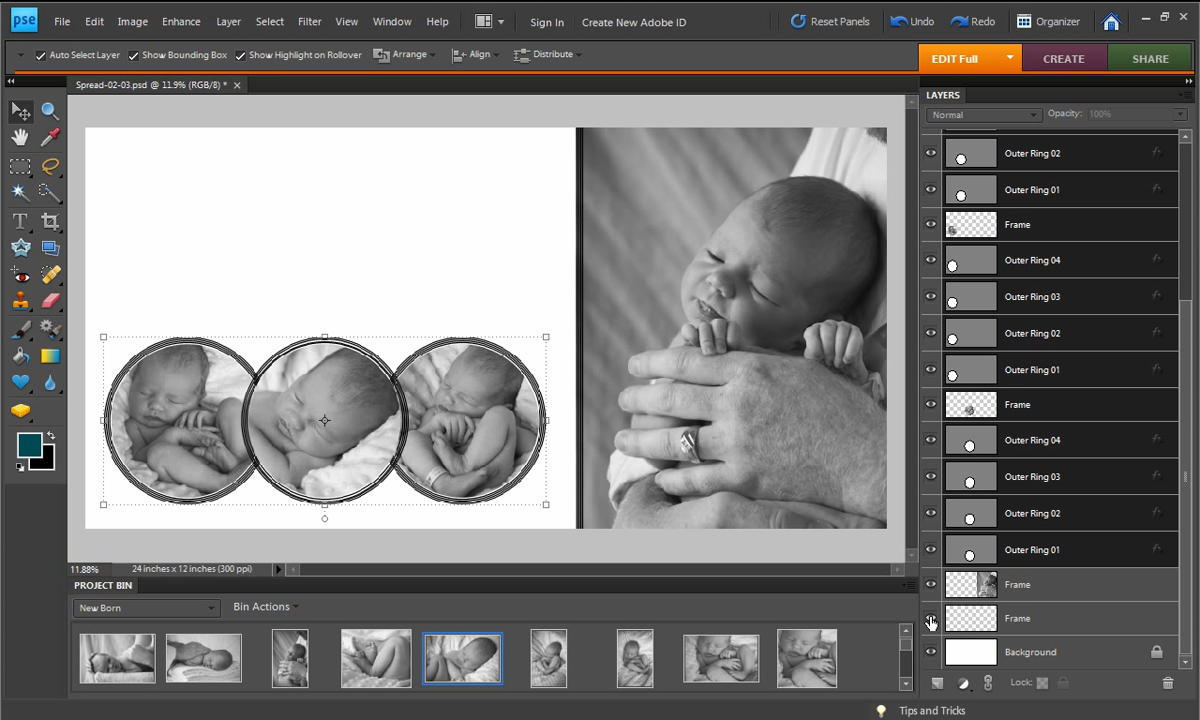 pse File Edit Image Enhance Layer Select Filter View Window Help Sign In Create New Adobe ID Reset Panels Undo Redo Organizer
Auto Select Layer Show Bounding Box Show Highlight on Rollover Arrange Align Distribute EDIT Full CREATE SHARE
Spread-02-03.psd @ 11.9% (RGB/8) * ×
LAYERS
Normal Opacity: 100%
Outer Ring 02
Outer Ring 01
Frame
Outer Ring 04
Outer Ring 03
Outer Ring 02
Outer Ring 01
Frame
Outer Ring 04
Outer Ring 03
Outer Ring 02
Outer Ring 01
Frame
Frame
Background
Lock:
11.88% 24 inches x 12 inches (300 ppi)
PROJECT BIN
New Born Bin Actions
Tips and Tricks